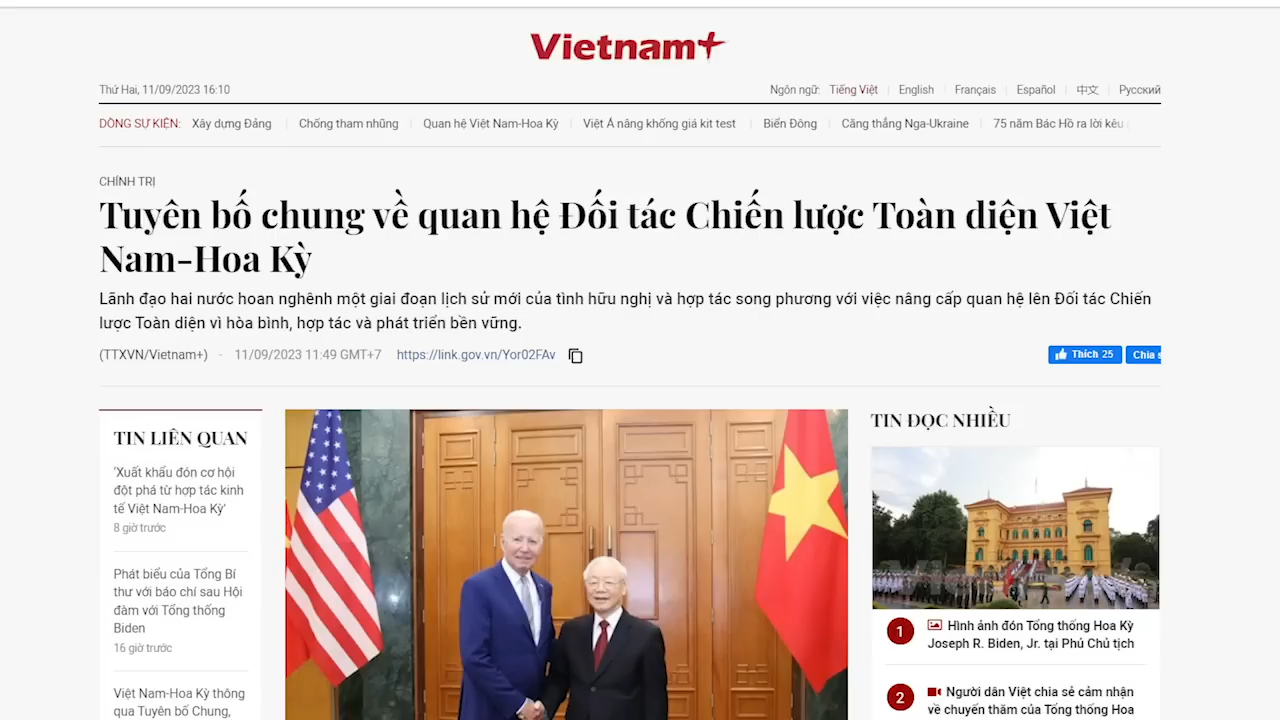 Vietnam+
Thứ Hai, 11/09/2023 16:10
Ngôn ngữ: Tiếng Việt English Français Español 中文 Русский
DÒNG SỰ KIỆN: Xây dựng Đảng Chống tham nhũng Quan hệ Việt Nam-Hoa Kỳ Việt Á nâng khống giá kit test Biển Đông Căng thẳng Nga-Ukraine 75 năm Bác Hồ ra lời kêu
CHÍNH TRỊ
Tuyên bố chung về quan hệ Đối tác Chiến lược Toàn diện Việt
Nam-Hoa Kỳ
Lãnh đạo hai nước hoan nghênh một giai đoạn lịch sử mới của tình hữu nghị và hợp tác song phương với việc nâng cấp quan hệ lên Đối tác Chiến
lược Toàn diện vì hòa bình, hợp tác và phát triển bền vững.
(TTXVN/Vietnam+) - 11/09/2023 11:49 GMT+7 https://link.gov.vn/Yor02FAv
Thích 25
Chia s
TIN LIÊN QUAN
'Xuất khẩu đón cơ hội
đột phá từ hợp tác kinh
tế Việt Nam-Hoa Kỳ'
8 giờ trước
Phát biểu của Tổng Bí
thư với báo chí sau Hội
đàm với Tổng thống
Biden
16 giờ trước
Việt Nam-Hoa Kỳ thông
qua Tuyên bố Chung,
TIN ĐỌC NHIỀU
1 Hình ảnh đón Tổng thống Hoa Kỳ
Joseph R. Biden, Jr. tại Phủ Chủ tịch
2 Người dân Việt chia sẻ cảm nhận
về chuyến thăm của Tổng thống Hoa